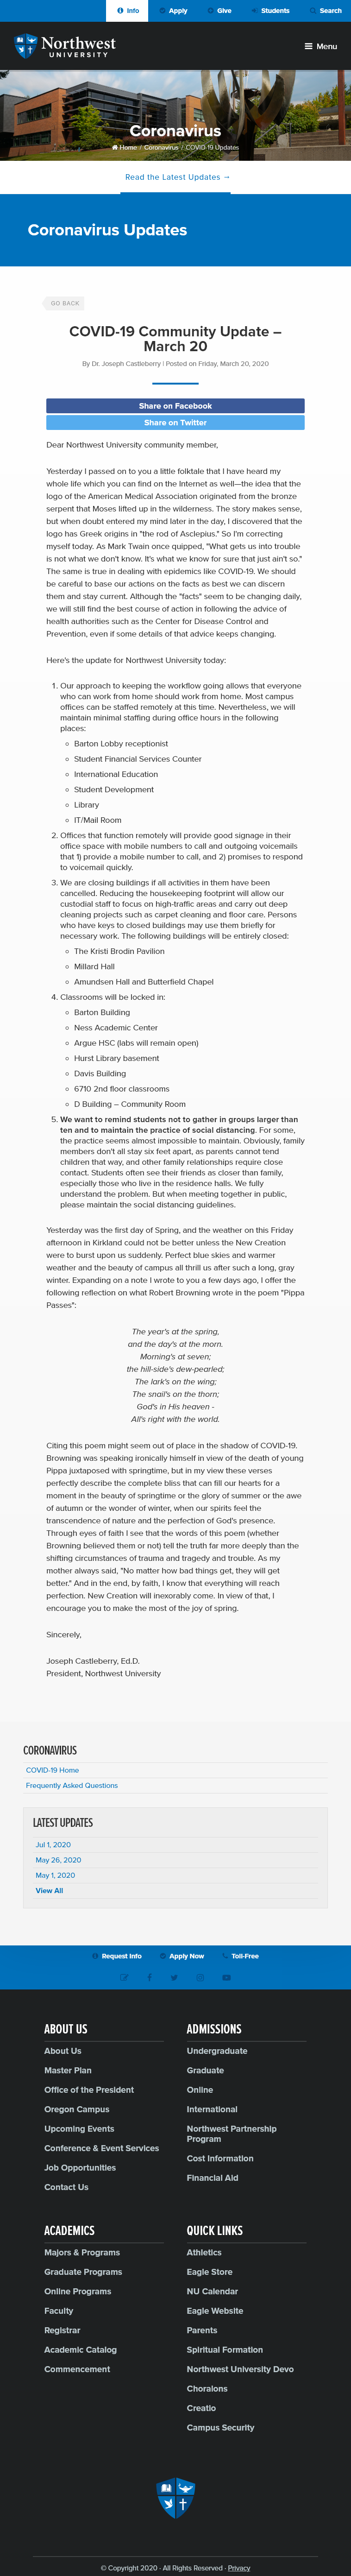 Info Apply Give Students Search
Northwest
UNIVERSITY
Menu
Coronavirus
Home / Coronavirus / COVID-19 Updates
Read the Latest Updates →
Coronavirus Updates
GO BACK
COVID-19 Community Update –
March 20
By Dr. Joseph Castleberry | Posted on Friday, March 20, 2020
Share on Facebook
Share on Twitter
Dear Northwest University community member,
Yesterday I passed on to you a little folktale that I have heard my
whole life which you can find on the Internet as well—the idea that the
logo of the American Medical Association originated from the bronze
serpent that Moses lifted up in the wilderness. The story makes sense,
but when doubt entered my mind later in the day, I discovered that the
logo has Greek origins in "the rod of Asclepius." So I'm correcting
myself today. As Mark Twain once quipped, "What gets us into trouble
is not what we don't know. It's what we know for sure that just ain't so."
The same is true in dealing with epidemics like COVID-19. We should
be careful to base our actions on the facts as best we can discern
them and stay current. Although the "facts" seem to be changing daily,
we will still find the best course of action in following the advice of
health authorities such as the Center for Disease Control and
Prevention, even if some details of that advice keeps changing.
Here's the update for Northwest University today:
1. Our approach to keeping the workflow going allows that everyone
who can work from home should work from home. Most campus
offices can be staffed remotely at this time. Nevertheless, we will
maintain minimal staffing during office hours in the following
places:
Barton Lobby receptionist
Student Financial Services Counter
International Education
Student Development
Library
IT/Mail Room
2. Offices that function remotely will provide good signage in their
office space with mobile numbers to call and outgoing voicemails
that 1) provide a mobile number to call, and 2) promises to respond
to voicemail quickly.
3. We are closing buildings if all activities in them have been
cancelled. Reducing the housekeeping footprint will allow our
custodial staff to focus on high-traffic areas and carry out deep
cleaning projects such as carpet cleaning and floor care. Persons
who have keys to closed buildings may use them briefly for
necessary work. The following buildings will be entirely closed:
The Kristi Brodin Pavilion
Millard Hall
Amundsen Hall and Butterfield Chapel
4. Classrooms will be locked in:
Barton Building
Ness Academic Center
Argue HSC (labs will remain open)
Hurst Library basement
Davis Building
6710 2nd floor classrooms
D Building – Community Room
5. We want to remind students not to gather in groups larger than
ten and to maintain the practice of social distancing. For some,
the practice seems almost impossible to maintain. Obviously, family
members don't all stay six feet apart, as parents cannot tend
children that way, and other family relationships require close
contact. Students often see their friends as closer than family,
especially those who live in the residence halls. We fully
understand the problem. But when meeting together in public,
please maintain the social distancing guidelines.
Yesterday was the first day of Spring, and the weather on this Friday
afternoon in Kirkland could not be better unless the New Creation
were to burst upon us suddenly. Perfect blue skies and warmer
weather and the beauty of campus all thrill us after such a long, gray
winter. Expanding on a note I wrote to you a few days ago, I offer the
following reflection on what Robert Browning wrote in the poem "Pippa
Passes":
The year's at the spring,
and the day's at the morn.
Morning's at seven;
the hill-side's dew-pearled;
The lark's on the wing;
The snail's on the thorn;
God's in His heaven -
All's right with the world.
Citing this poem might seem out of place in the shadow of COVID-19.
Browning was speaking ironically himself in view of the death of young
Pippa juxtaposed with springtime, but in my view these verses
perfectly describe the complete bliss that can fill our hearts for a
moment in the beauty of springtime or the glory of summer or the awe
of autumn or the wonder of winter, when our spirits feel the
transcendence of nature and the perfection of God's presence.
Through eyes of faith I see that the words of this poem (whether
Browning believed them or not) tell the truth far more deeply than the
shifting circumstances of trauma and tragedy and trouble. As my
mother always said, "No matter how bad things get, they will get
better." And in the end, by faith, I know that everything will reach
perfection. New Creation will inexorably come. In view of that, I
encourage you to make the most of the joy of spring.
Sincerely,
Joseph Castleberry, Ed.D.
President, Northwest University
CORONAVIRUS
COVID-19 Home
Frequently Asked Questions
LATEST UPDATES
Jul 1, 2020
May 26, 2020
May 1, 2020
View All
Request Info Apply Now Toll-Free
ABOUT US
About Us
Master Plan
Office of the President
Oregon Campus
Upcoming Events
Conference & Event Services
Job Opportunities
Contact Us
ADMISSIONS
Undergraduate
Graduate
Online
International
Northwest Partnership
Program
Cost Information
Financial Aid
ACADEMICS
Majors & Programs
Graduate Programs
Online Programs
Faculty
Registrar
Academic Catalog
Commencement
QUICK LINKS
Athletics
Eagle Store
NU Calendar
Eagle Website
Parents
Spiritual Formation
Northwest University Devo
Choralons
Creatio
Campus Security
© Copyright 2020 · All Rights Reserved · Privacy